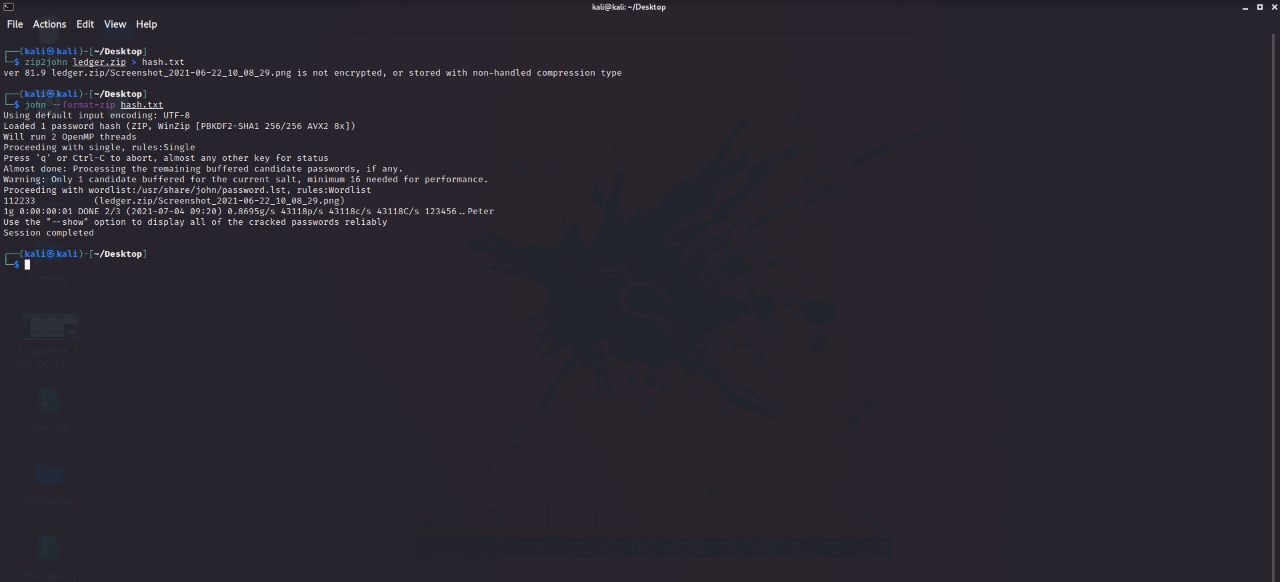 kali@kali: ~/Desktop
File Actions Edit View Help
┌──(kali㉿kali)-[~/Desktop]
└─$ zip2john ledger.zip > hash.txt
ver 81.9 ledger.zip/Screenshot_2021-06-22_10_08_29.png is not encrypted, or stored with non-handled compression type
┌──(kali㉿kali)-[~/Desktop]
└─$ john --format=zip hash.txt
Using default input encoding: UTF-8
Loaded 1 password hash (ZIP, WinZip [PBKDF2-SHA1 256/256 AVX2 8x])
Will run 2 OpenMP threads
Proceeding with single, rules:Single
Press 'q' or Ctrl-C to abort, almost any other key for status
Almost done: Processing the remaining buffered candidate passwords, if any.
Warning: Only 1 candidate buffered for the current salt, minimum 16 needed for performance.
Proceeding with wordlist:/usr/share/john/password.lst, rules:Wordlist
112233 (ledger.zip/Screenshot_2021-06-22_10_08_29.png)
1g 0:00:00:01 DONE 2/3 (2021-07-04 09:20) 0.8695g/s 43118p/s 43118c/s 43118C/s 123456..Peter
Use the "--show" option to display all of the cracked passwords reliably
Session completed
┌──(kali㉿kali)-[~/Desktop]
└─$